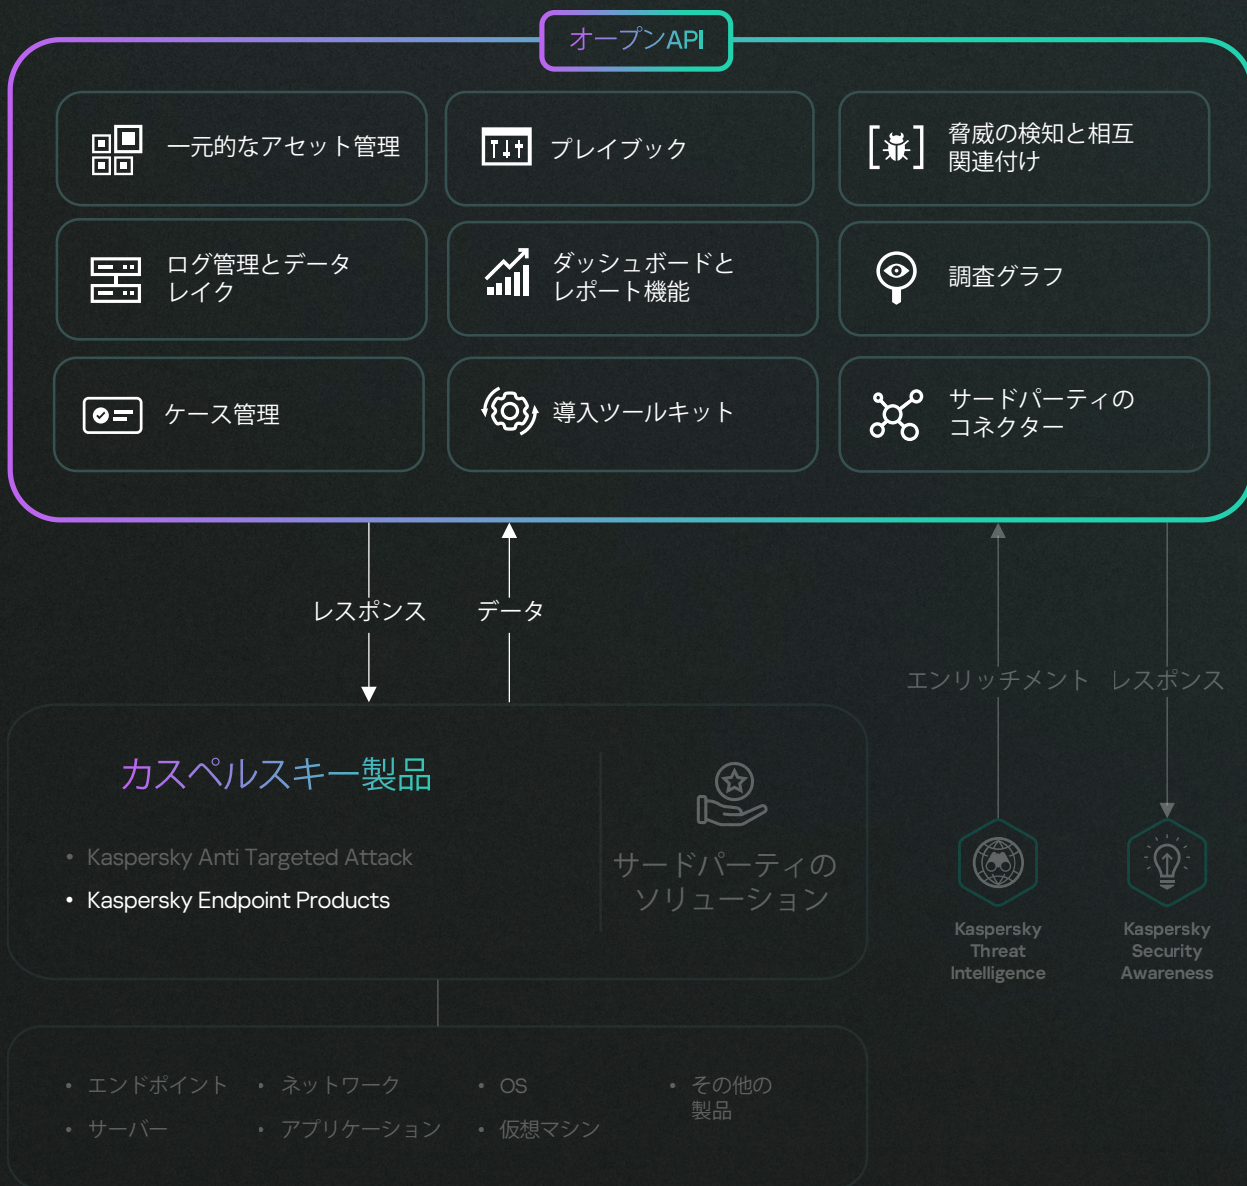 オープンAPI
一元的なアセット管理
プレイブック
脅威の検知と相互
関連付け
ログ管理とデータ
レイク
ダッシュボードと
レポート機能
調査グラフ
ケース管理
導入ツールキット
サードパーティの
コネクター
レスポンス
データ
エンリッチメント
レスポンス
カスペルスキー製品
• Kaspersky Anti Targeted Attack
• Kaspersky Endpoint Products
サードパーティの
ソリューション
Kaspersky
Threat
Intelligence
Kaspersky
Security
Awareness
• エンドポイント
• サーバー
• ネットワーク
• アプリケーション
• OS
• 仮想マシン
• その他の
製品